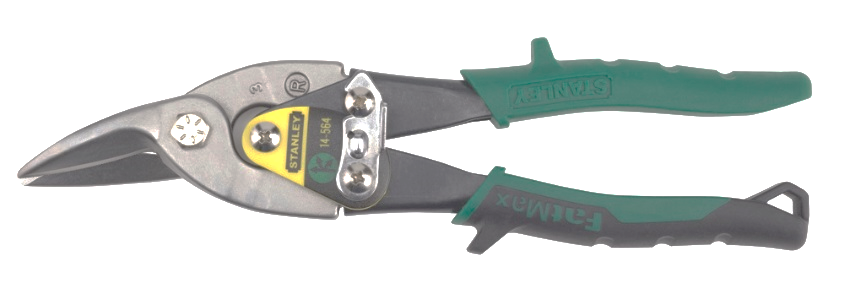 3
R
STANLEY
14-564
STANLEY
FatMax